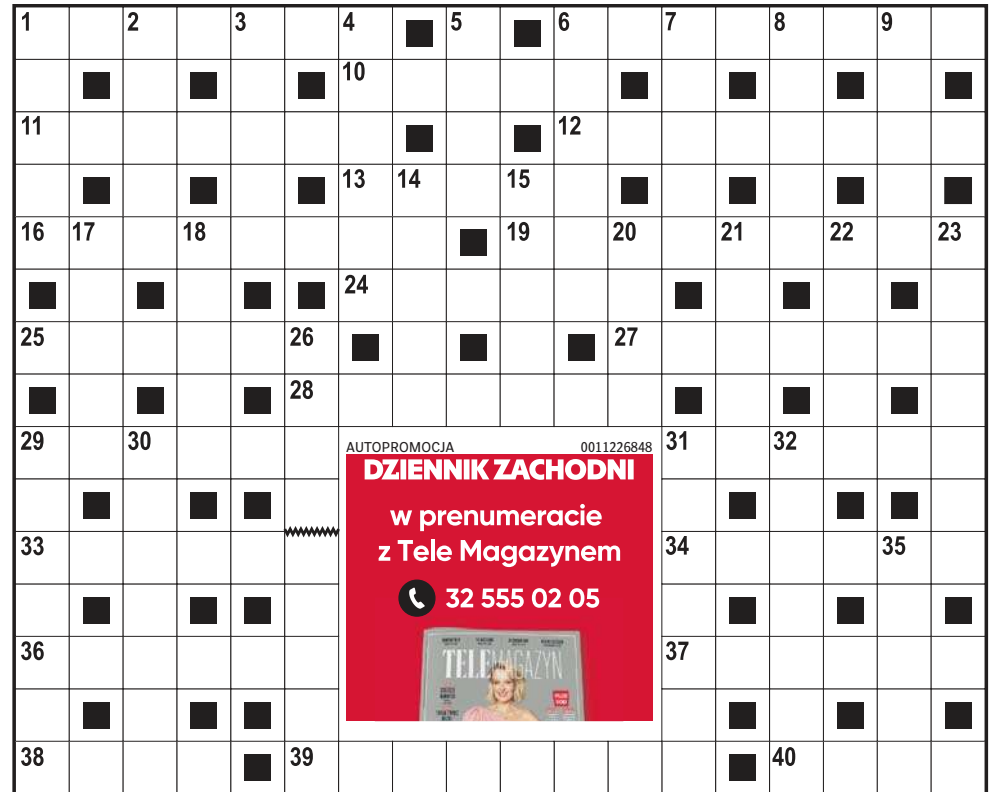 1 2 3 4 5 6 7 8 9
10
11 12
13 14 15
16 17 18 19 20 21 22 23
24
25 26 27
28
29 30 31 32
AUTOPROMOCJA 0011226848
DZIENNIK ZACHODNI
w prenumeracie
z Tele Magazynem
33 34 35
32 555 02 05
36 37
TELEMAGAZYN
38 39 40